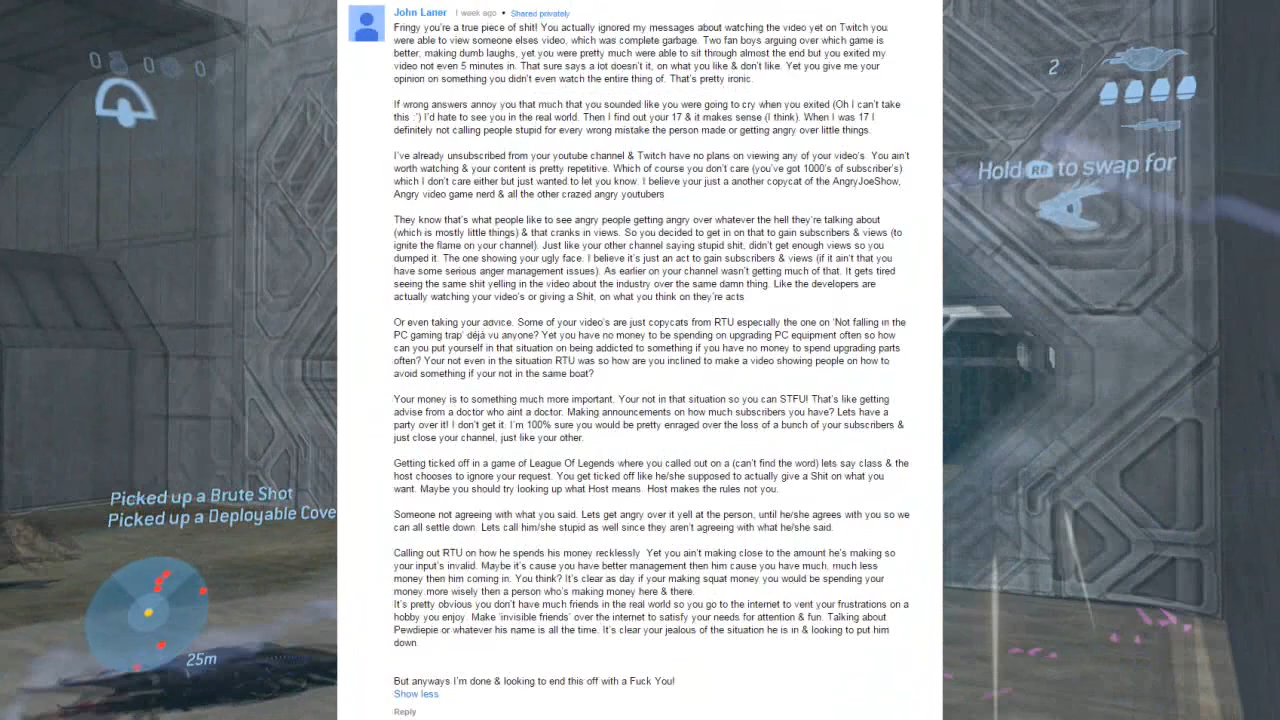 John Laner 1 week ago • Shared privately
Fringy you're a true piece of shit! You actually ignored my messages about watching the video yet on Twitch you
were able to view someone elses video, which was complete garbage. Two fan boys arguing over which game is
better, making dumb laughs, yet you were pretty much were able to sit through almost the end but you exited my
video not even 5 minutes in. That sure says a lot doesn't it, on what you like & don't like. Yet you give me your
opinion on something you didn't even watch the entire thing of. That's pretty ironic.
If wrong answers annoy you that much that you sounded like you were going to cry when you exited (Oh I can't take
this :') I'd hate to see you in the real world. Then I find out your 17 & it makes sense (I think). When I was 17 I
definitely not calling people stupid for every wrong mistake the person made or getting angry over little things.
I've already unsubscribed from your youtube channel & Twitch have no plans on viewing any of your video's. You ain't
worth watching & your content is pretty repetitive. Which of course you don't care (you've got 1000's of subscriber's)
which I don't care either but just wanted to let you know. I believe your just a another copycat of the AngryJoeShow,
Angry video game nerd & all the other crazed angry youtubers
They know that's what people like to see angry people getting angry over whatever the hell they're talking about
(which is mostly little things) & that cranks in views. So you decided to get in on that to gain subscribers & views (to
ignite the flame on your channel). Just like your other channel saying stupid shit, didn't get enough views so you
dumped it. The one showing your ugly face. I believe it's just an act to gain subscribers & views (if it ain't that you
have some serious anger management issues). As earlier on your channel wasn't getting much of that. It gets tired
seeing the same shit yelling in the video about the industry over the same damn thing. Like the developers are
actually watching your video's or giving a Shit, on what you think on they're acts
Or even taking your advice. Some of your video's are just copycats from RTU especially the one on 'Not falling in the
PC gaming trap' déjà vu anyone? Yet you have no money to be spending on upgrading PC equipment often so how
can you put yourself in that situation on being addicted to something if you have no money to spend upgrading parts
often? Your not even in the situation RTU was so how are you inclined to make a video showing people on how to
avoid something if your not in the same boat?
Your money is to something much more important. Your not in that situation so you can STFU! That's like getting
advise from a doctor who aint a doctor. Making announcements on how much subscribers you have? Lets have a
party over it! I don't get it. I'm 100% sure you would be pretty enraged over the loss of a bunch of your subscribers &
just close your channel, just like your other.
Getting ticked off in a game of League Of Legends where you called out on a (can't find the word) lets say class & the
host chooses to ignore your request. You get ticked off like he/she supposed to actually give a Shit on what you
want. Maybe you should try looking up what Host means. Host makes the rules not you.
Someone not agreeing with what you said. Lets get angry over it yell at the person, until he/she agrees with you so we
can all settle down. Lets call him/she stupid as well since they aren't agreeing with what he/she said.
Calling out RTU on how he spends his money recklessly Yet you ain't making close to the amount he's making so
your input's invalid. Maybe it's cause you have better management then him cause you have much, much less
money then him coming in. You think? It's clear as day if your making squat money you would be spending your
money more wisely then a person who's making money here & there.
It's pretty obvious you don't have much friends in the real world so you go to the internet to vent your frustrations on a
hobby you enjoy. Make 'invisible friends' over the internet to satisfy your needs for attention & fun. Talking about
Pewdiepie or whatever his name is all the time. It's clear your jealous of the situation he is in & looking to put him
down.
But anyways I'm done & looking to end this off with a Fuck You!
Show less
Reply
0 0 0
2
Hold RB to swap for
Picked up a Brute Shot
Picked up a Deployable Cove
25m